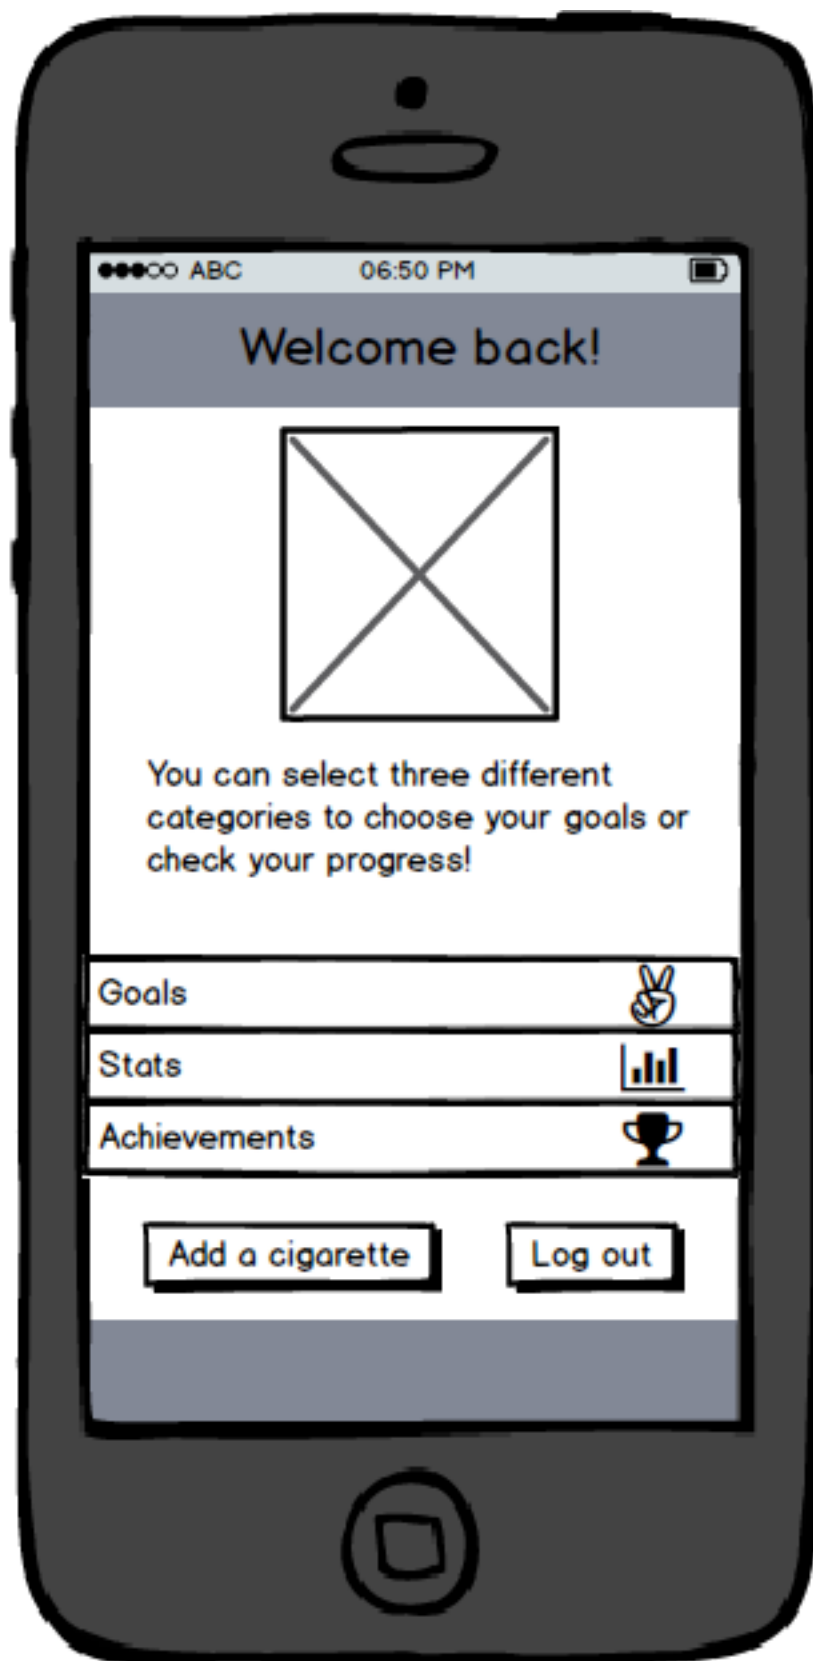 ABC 06:50 PM
Welcome back!
You can select three different
categories to choose your goals or
check your progress!
Goals
Stats
Achievements
Add a cigarette Log out